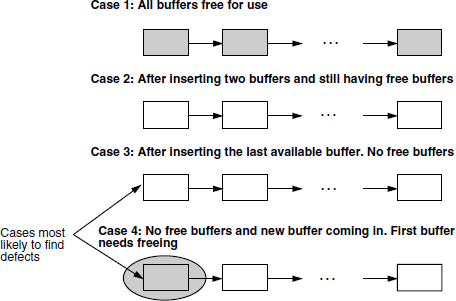 Case 1: All buffers free for use
...
Case 2: After inserting two buffers and still having free buffers
...
Case 3: After inserting the last available buffer. No free buffers
...
Cases most
likely to find
defects
Case 4: No free buffers and new buffer coming in. First buffer
needs freeing
...